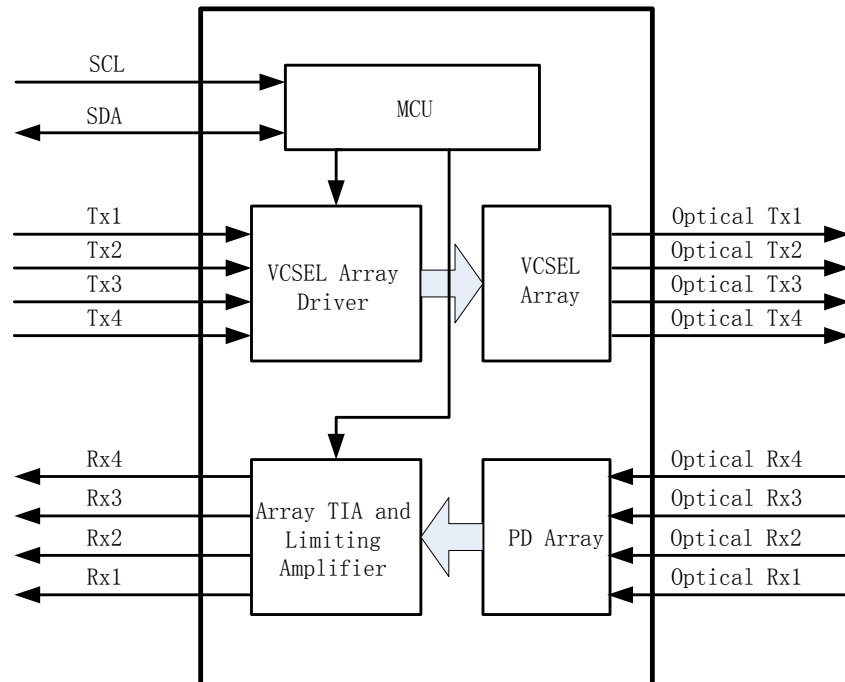 SCL
SDA
MCU
Tx1
Tx2
Tx3
Tx4
VCSEL Array
Driver
VCSEL
Array
Optical Tx1
Optical Tx2
Optical Tx3
Optical Tx4
Rx4
Rx3
Rx2
Rx1
Array TIA and
Limiting
Amplifier
PD Array
Optical Rx4
Optical Rx3
Optical Rx2
Optical Rx1